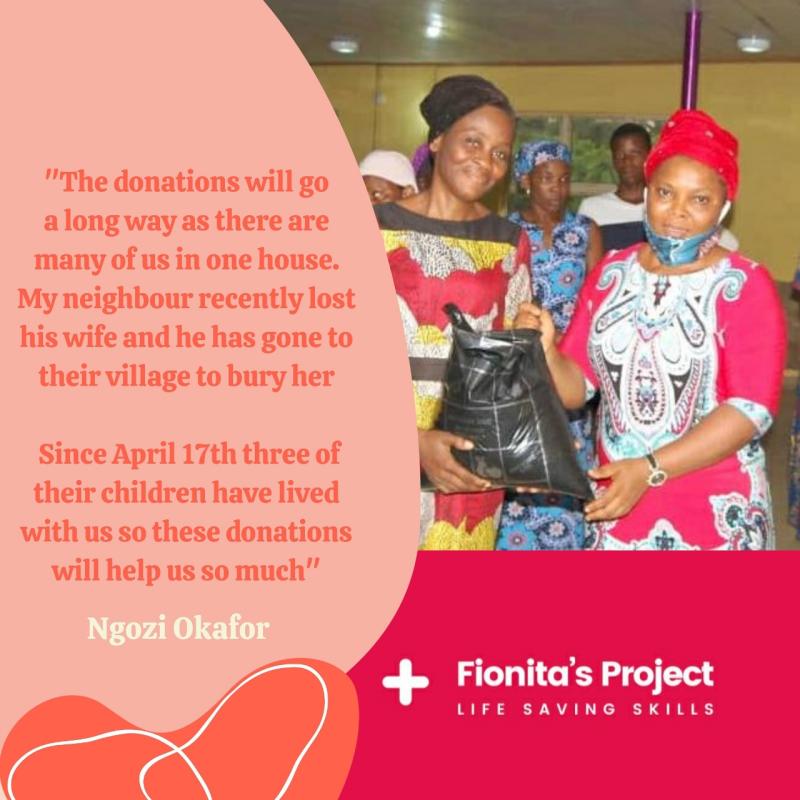 "The donations will go
a long way as there are
many of us in one house.
My neighbour recently lost
his wife and he has gone to
their village to bury her
Since April 17th three of
their children have lived
with us so these donations
will help us so much"
Ngozi Okafor
Fionita's Project
LIFE SAVING SKILLS